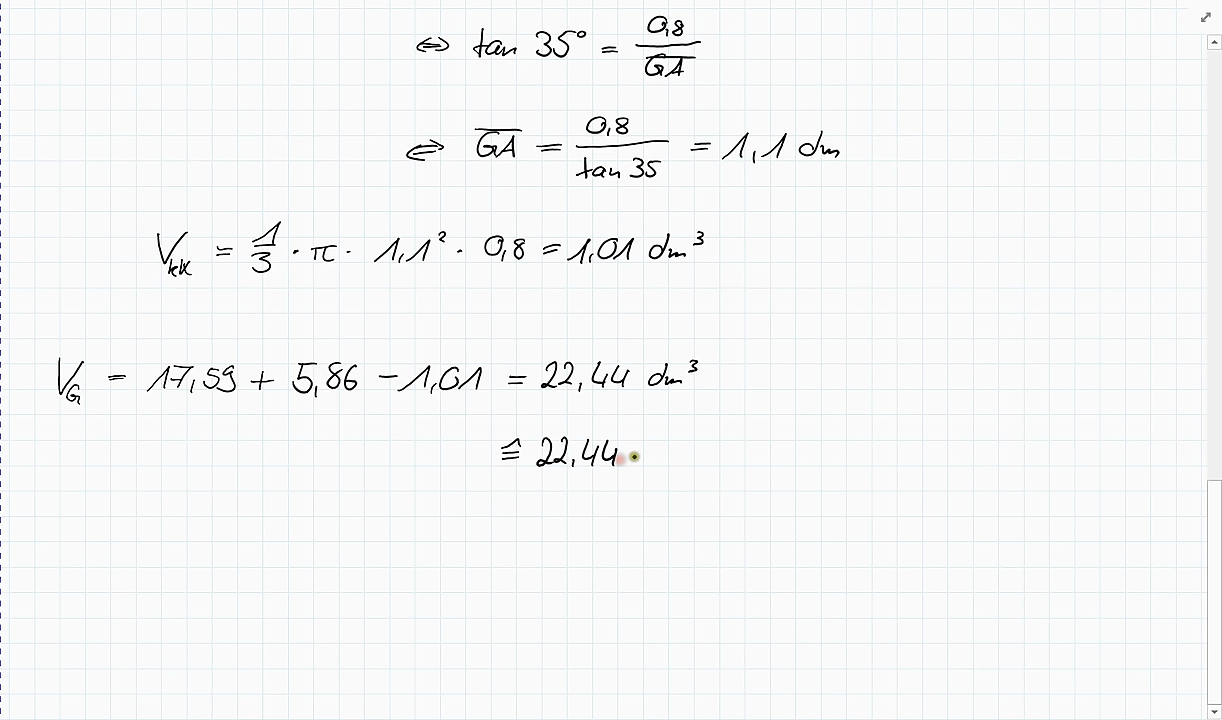 ⇔ tan 35° = 0,8 / GA̅
⇔ G̅A̅ = 0,8 / tan 35 = 1,1 dm
V_kK = 1/3 · π · 1,1² · 0,8 = 1,01 dm³
V_G = 17,59 + 5,86 − 1,01 = 22,44 dm³
≙ 22,44